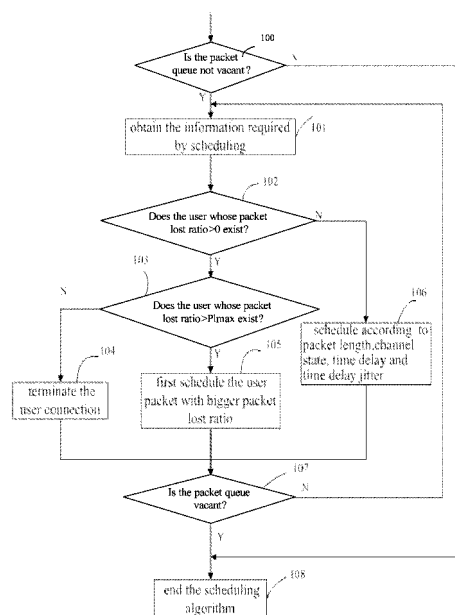 100
Is the packet
queue not vacant?
N
Y
obtain the information required
by scheduling
101
102
Does the user whose packet
lost ratio>0 exist?
N
Y
103
Does the user whose packet
lost ratio>Plmax exist?
N
Y
104
terminate the
user connection
105
first schedule the user
packet with bigger packet
lost ratio
106
schedule according to
packet length,channel
state, time delay and
time delay jitter
107
Is the packet queue
vacant?
N
Y
108
end the scheduling
algorithm